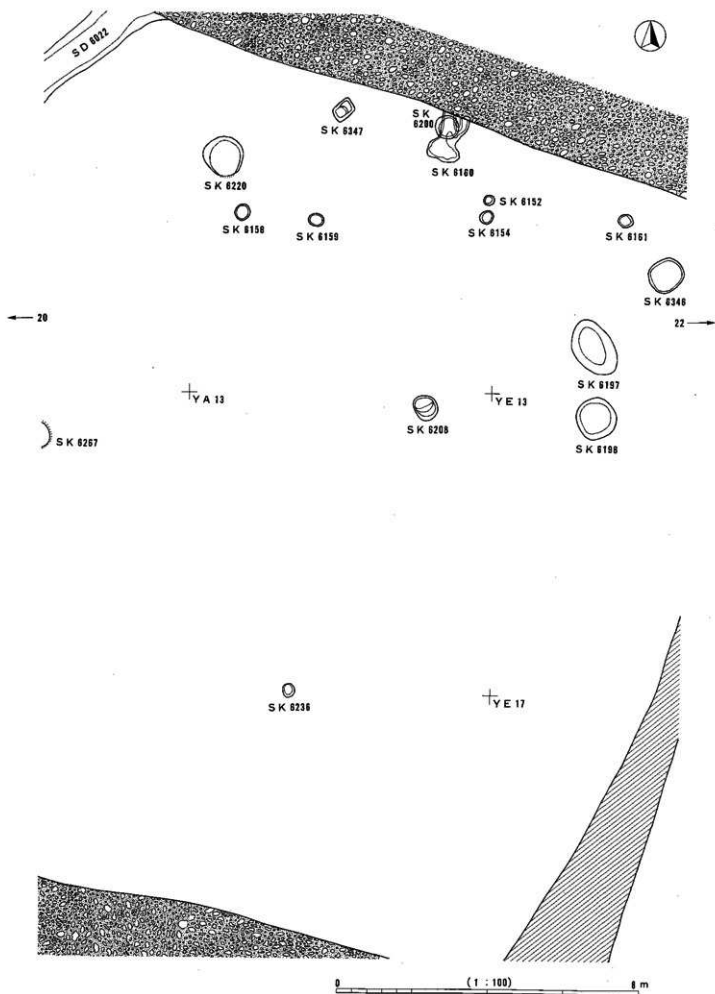 SD 6022
SK 6347
SK
6200
SK 6160
SK 6220
SK 6152
SK 6158
SK 6159
SK 6154
SK 6161
SK 6346
20
22
SK 6197
YA 13
YE 13
SK 6208
SK 6267
SK 6196
SK 6236
YE 17
0
(1 : 100)
8 m